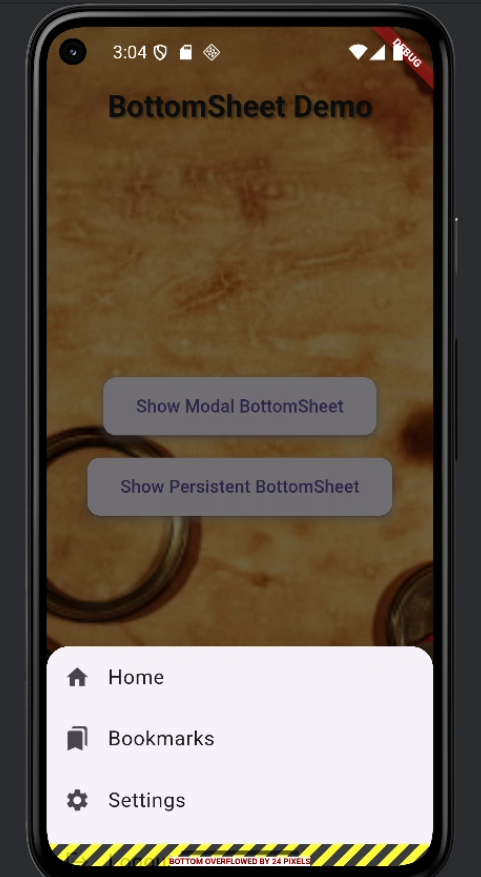 3:04
DEBUG
BottomSheet Demo
Show Modal BottomSheet
Show Persistent BottomSheet
Home
Bookmarks
Settings
BOTTOM OVERFLOWED BY 24 PIXELS